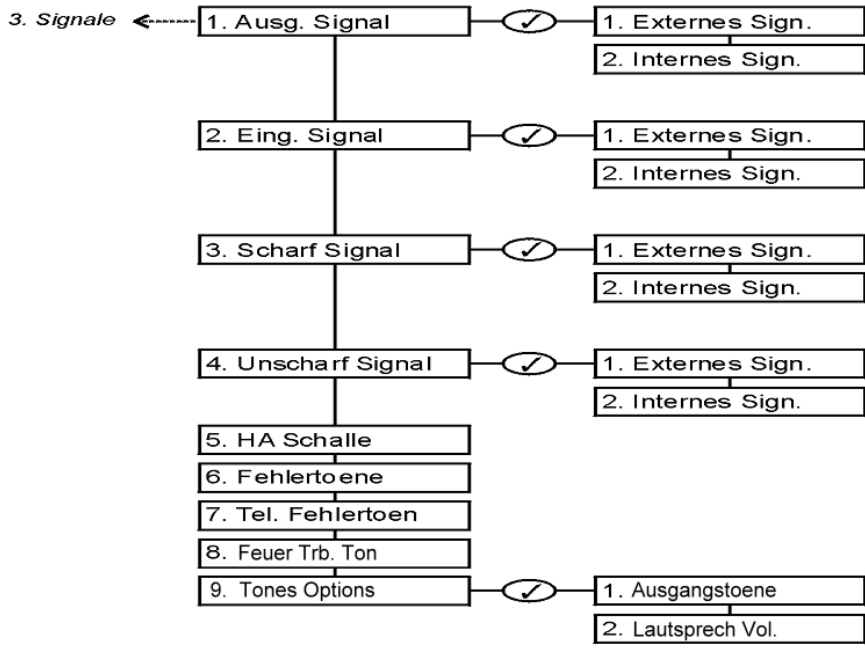 3. Signale
1. Ausg. Signal
1. Externes Sign.
2. Internes Sign.
2. Eing. Signal
1. Externes Sign.
2. Internes Sign.
3. Scharf Signal
1. Externes Sign.
2. Internes Sign.
4. Unscharf Signal
1. Externes Sign.
2. Internes Sign.
5. HA Schalle
6. Fehlertoene
7. Tel. Fehlertoen
8. Feuer Trb. Ton
9. Tones Options
1. Ausgangstoene
2. Lautsprech Vol.